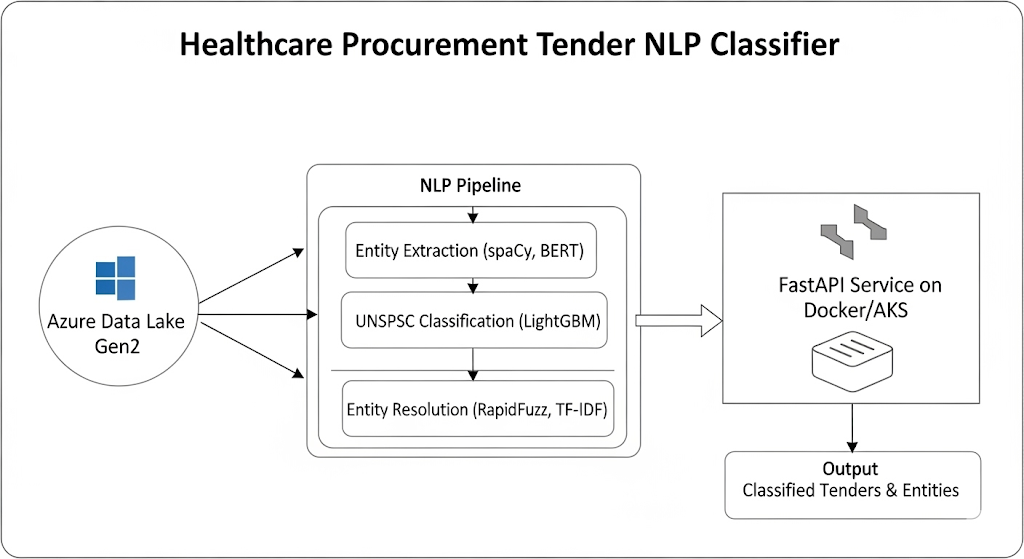 Healthcare Procurement Tender NLP Classifier
NLP Pipeline
Entity Extraction (spaCy, BERT)
UNSPSC Classification (LightGBM)
Entity Resolution (RapidFuzz, TF-IDF)
Azure Data Lake
Gen2
FastAPI Service on
Docker/AKS
Output
Classified Tenders & Entities